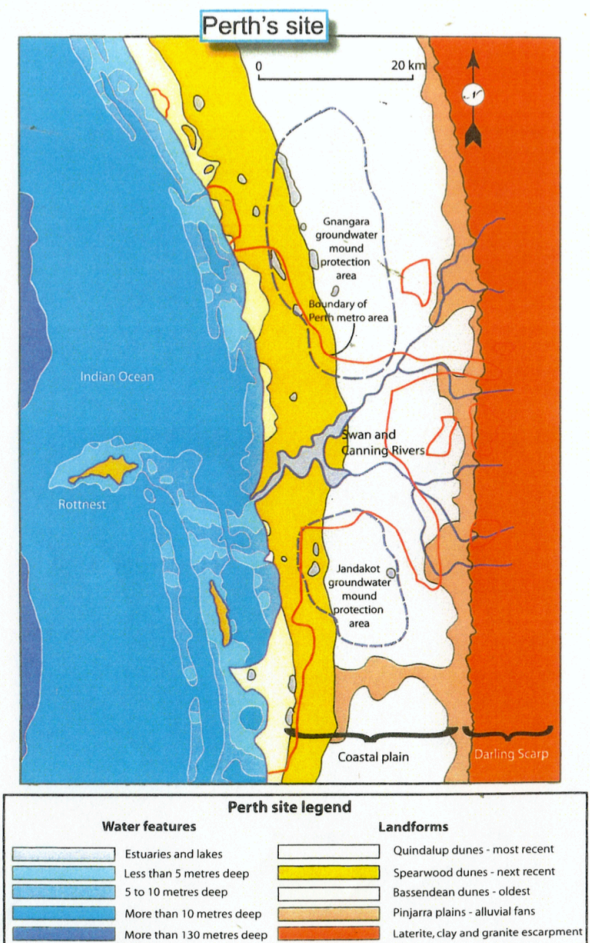 Perth's site
0 20 km
N
Gnangara
groundwater
mound
protection
area
Boundary of
Perth metro area
Indian Ocean
Swan and
Canning Rivers
Rottnest
Jandakot
groundwater
mound
protection
area
Coastal plain
Darling Scarp
Perth site legend
Water features
Landforms
Estuaries and lakes
Less than 5 metres deep
5 to 10 metres deep
More than 10 metres deep
More than 130 metres deep
Quindalup dunes - most recent
Spearwood dunes - next recent
Bassendean dunes - oldest
Pinjarra plains - alluvial fans
Laterite, clay and granite escarpment